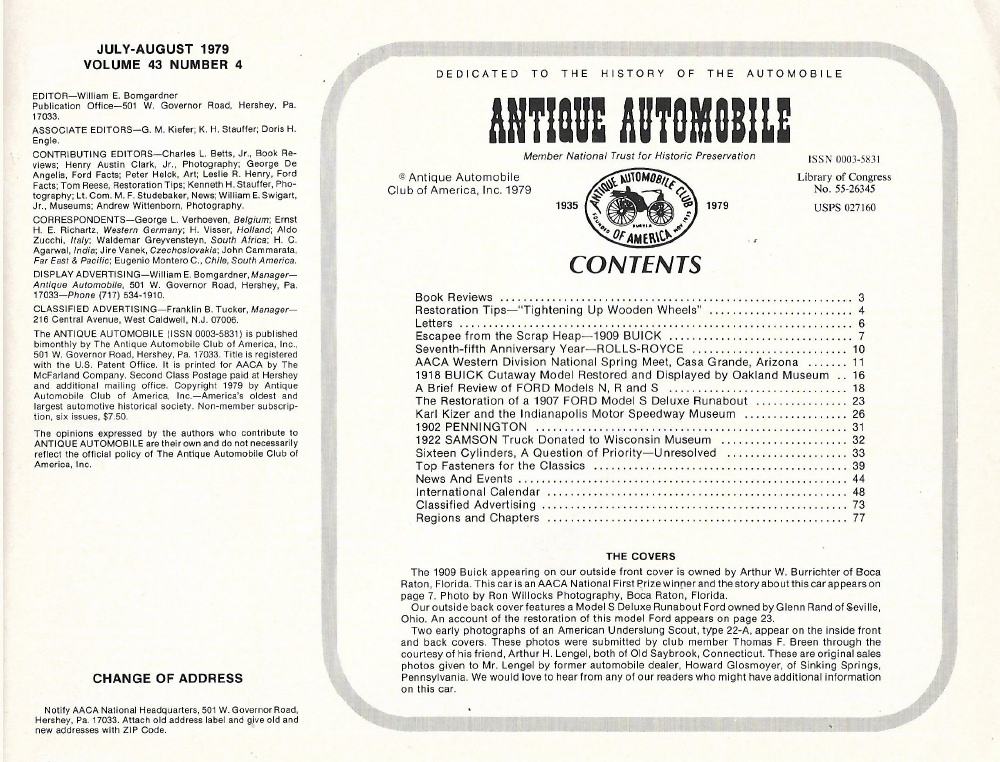 JULY-AUGUST 1979
VOLUME 43 NUMBER 4
EDITOR—William E. Bomgardner
Publication Office—501 W. Governor Road, Hershey, Pa.
17033.
ASSOCIATE EDITORS—G. M. Kiefer; K. H. Stauffer; Doris H.
Engle.
CONTRIBUTING EDITORS—Charles L. Betts, Jr., Book Re-
views; Henry Austin Clark, Jr., Photography; George De
Angelis, Ford Facts; Peter Helck, Art; Leslie R. Henry, Ford
Facts; Tom Reese, Restoration Tips; Kenneth H. Stauffer, Pho-
tography; Lt. Com. M. F. Studebaker, News; William E. Swigart,
Jr., Museums; Andrew Wittenborn, Photography.
CORRESPONDENTS—George L. Verhoeven, Belgium; Ernst
H. E. Richartz, Western Germany; H. Visser, Holland; Aldo
Zucchi, Italy; Waldemar Greyvensteyn, South Africa; H. C.
Agarwal, India; Jire Vanek, Czechoslovakia; John Cammarata,
Far East & Pacific; Eugenio Montero C., Chile, South America.
DISPLAY ADVERTISING—William E. Bomgardner, Manager—
Antique Automobile, 501 W. Governor Road, Hershey, Pa.
17033—Phone (717) 534-1910.
CLASSIFIED ADVERTISING—Franklin B. Tucker, Manager—
216 Central Avenue, West Caldwell, N.J. 07006.
The ANTIQUE AUTOMOBILE (ISSN 0003-5831) is published
bimonthly by The Antique Automobile Club of America, Inc.,
501 W. Governor Road, Hershey, Pa. 17033. Title is registered
with the U.S. Patent Office. It is printed for AACA by The
McFarland Company. Second Class Postage paid at Hershey
and additional mailing office. Copyright 1979 by Antique
Automobile Club of America, Inc.—America's oldest and
largest automotive historical society. Non-member subscrip-
tion, six issues, $7.50.
The opinions expressed by the authors who contribute to
ANTIQUE AUTOMOBILE are their own and do not necessarily
reflect the official policy of The Antique Automobile Club of
America, Inc.
CHANGE OF ADDRESS
Notify AACA National Headquarters, 501 W. Governor Road,
Hershey, Pa. 17033. Attach old address label and give old and
new addresses with ZIP Code.
DEDICATED TO THE HISTORY OF THE AUTOMOBILE
ANTIQUE AUTOMOBILE
Member National Trust for Historic Preservation
® Antique Automobile
Club of America, Inc. 1979
ISSN 0003-5831
Library of Congress
No. 55-26345
USPS 027160
1935
ANTIQUE AUTOMOBILE CLUB
OF AMERICA
FOUNDED
NOV 1935
1979
CONTENTS
Book Reviews ... 3
Restoration Tips—"Tightening Up Wooden Wheels" ... 4
Letters ... 6
Escapee from the Scrap Heap—1909 BUICK ... 7
Seventh-fifth Anniversary Year—ROLLS-ROYCE ... 10
AACA Western Division National Spring Meet, Casa Grande, Arizona ... 11
1918 BUICK Cutaway Model Restored and Displayed by Oakland Museum .. 16
A Brief Review of FORD Models N, R and S ... 18
The Restoration of a 1907 FORD Model S Deluxe Runabout ... 23
Karl Kizer and the Indianapolis Motor Speedway Museum ... 26
1902 PENNINGTON ... 31
1922 SAMSON Truck Donated to Wisconsin Museum ... 32
Sixteen Cylinders, A Question of Priority—Unresolved ... 33
Top Fasteners for the Classics ... 39
News And Events ... 44
International Calendar ... 48
Classified Advertising ... 73
Regions and Chapters ... 77
THE COVERS
The 1909 Buick appearing on our outside front cover is owned by Arthur W. Burrichter of Boca
Raton, Florida. This car is an AACA National First Prize winner and the story about this car appears on
page 7. Photo by Ron Willocks Photography, Boca Raton, Florida.
Our outside back cover features a Model S Deluxe Runabout Ford owned by Glenn Rand of Seville,
Ohio. An account of the restoration of this model Ford appears on page 23.
Two early photographs of an American Underslung Scout, type 22-A, appear on the inside front
and back covers. These photos were submitted by club member Thomas F. Breen through the
courtesy of his friend, Arthur H. Lengel, both of Old Saybrook, Connecticut. These are original sales
photos given to Mr. Lengel by former automobile dealer, Howard Glosmoyer, of Sinking Springs,
Pennsylvania. We would love to hear from any of our readers who might have additional information
on this car.